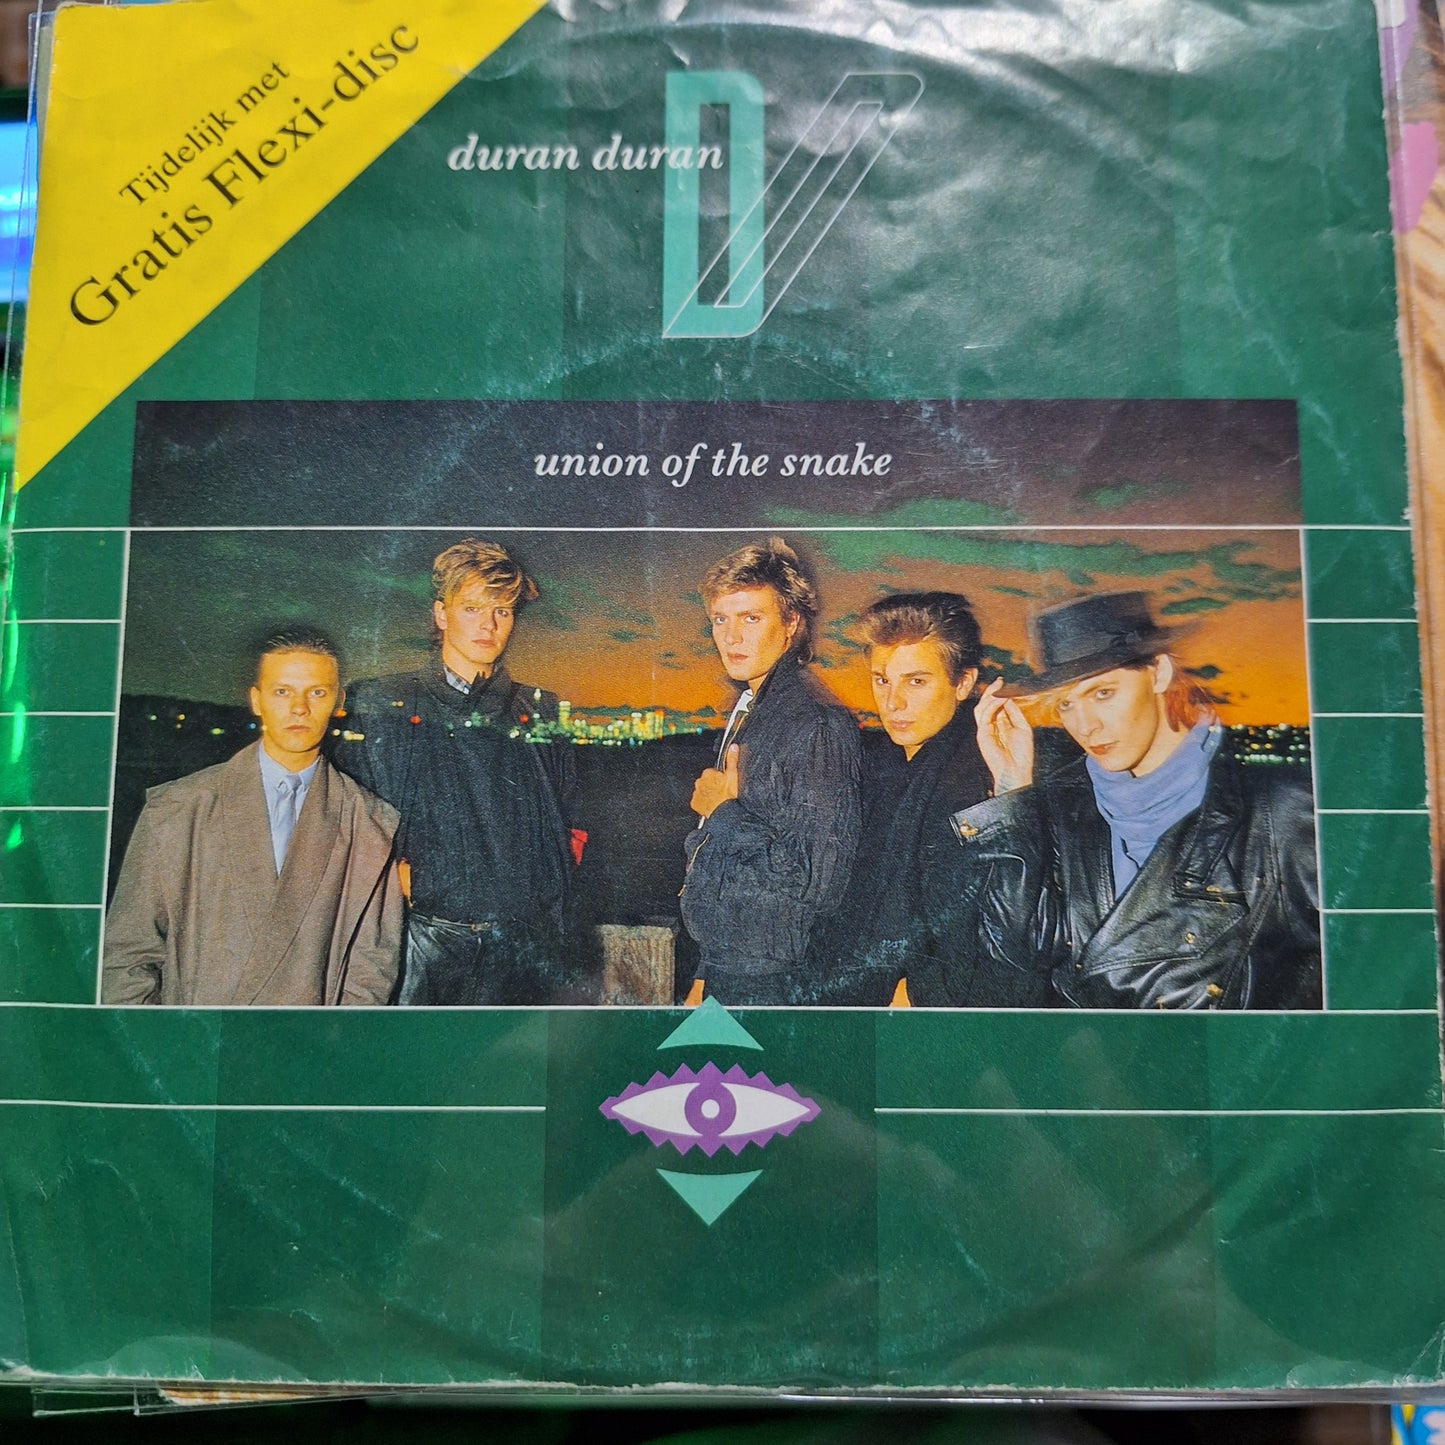 Tijdelijk met
Gratis Flexi-disc
duran duran
D
union of the snake